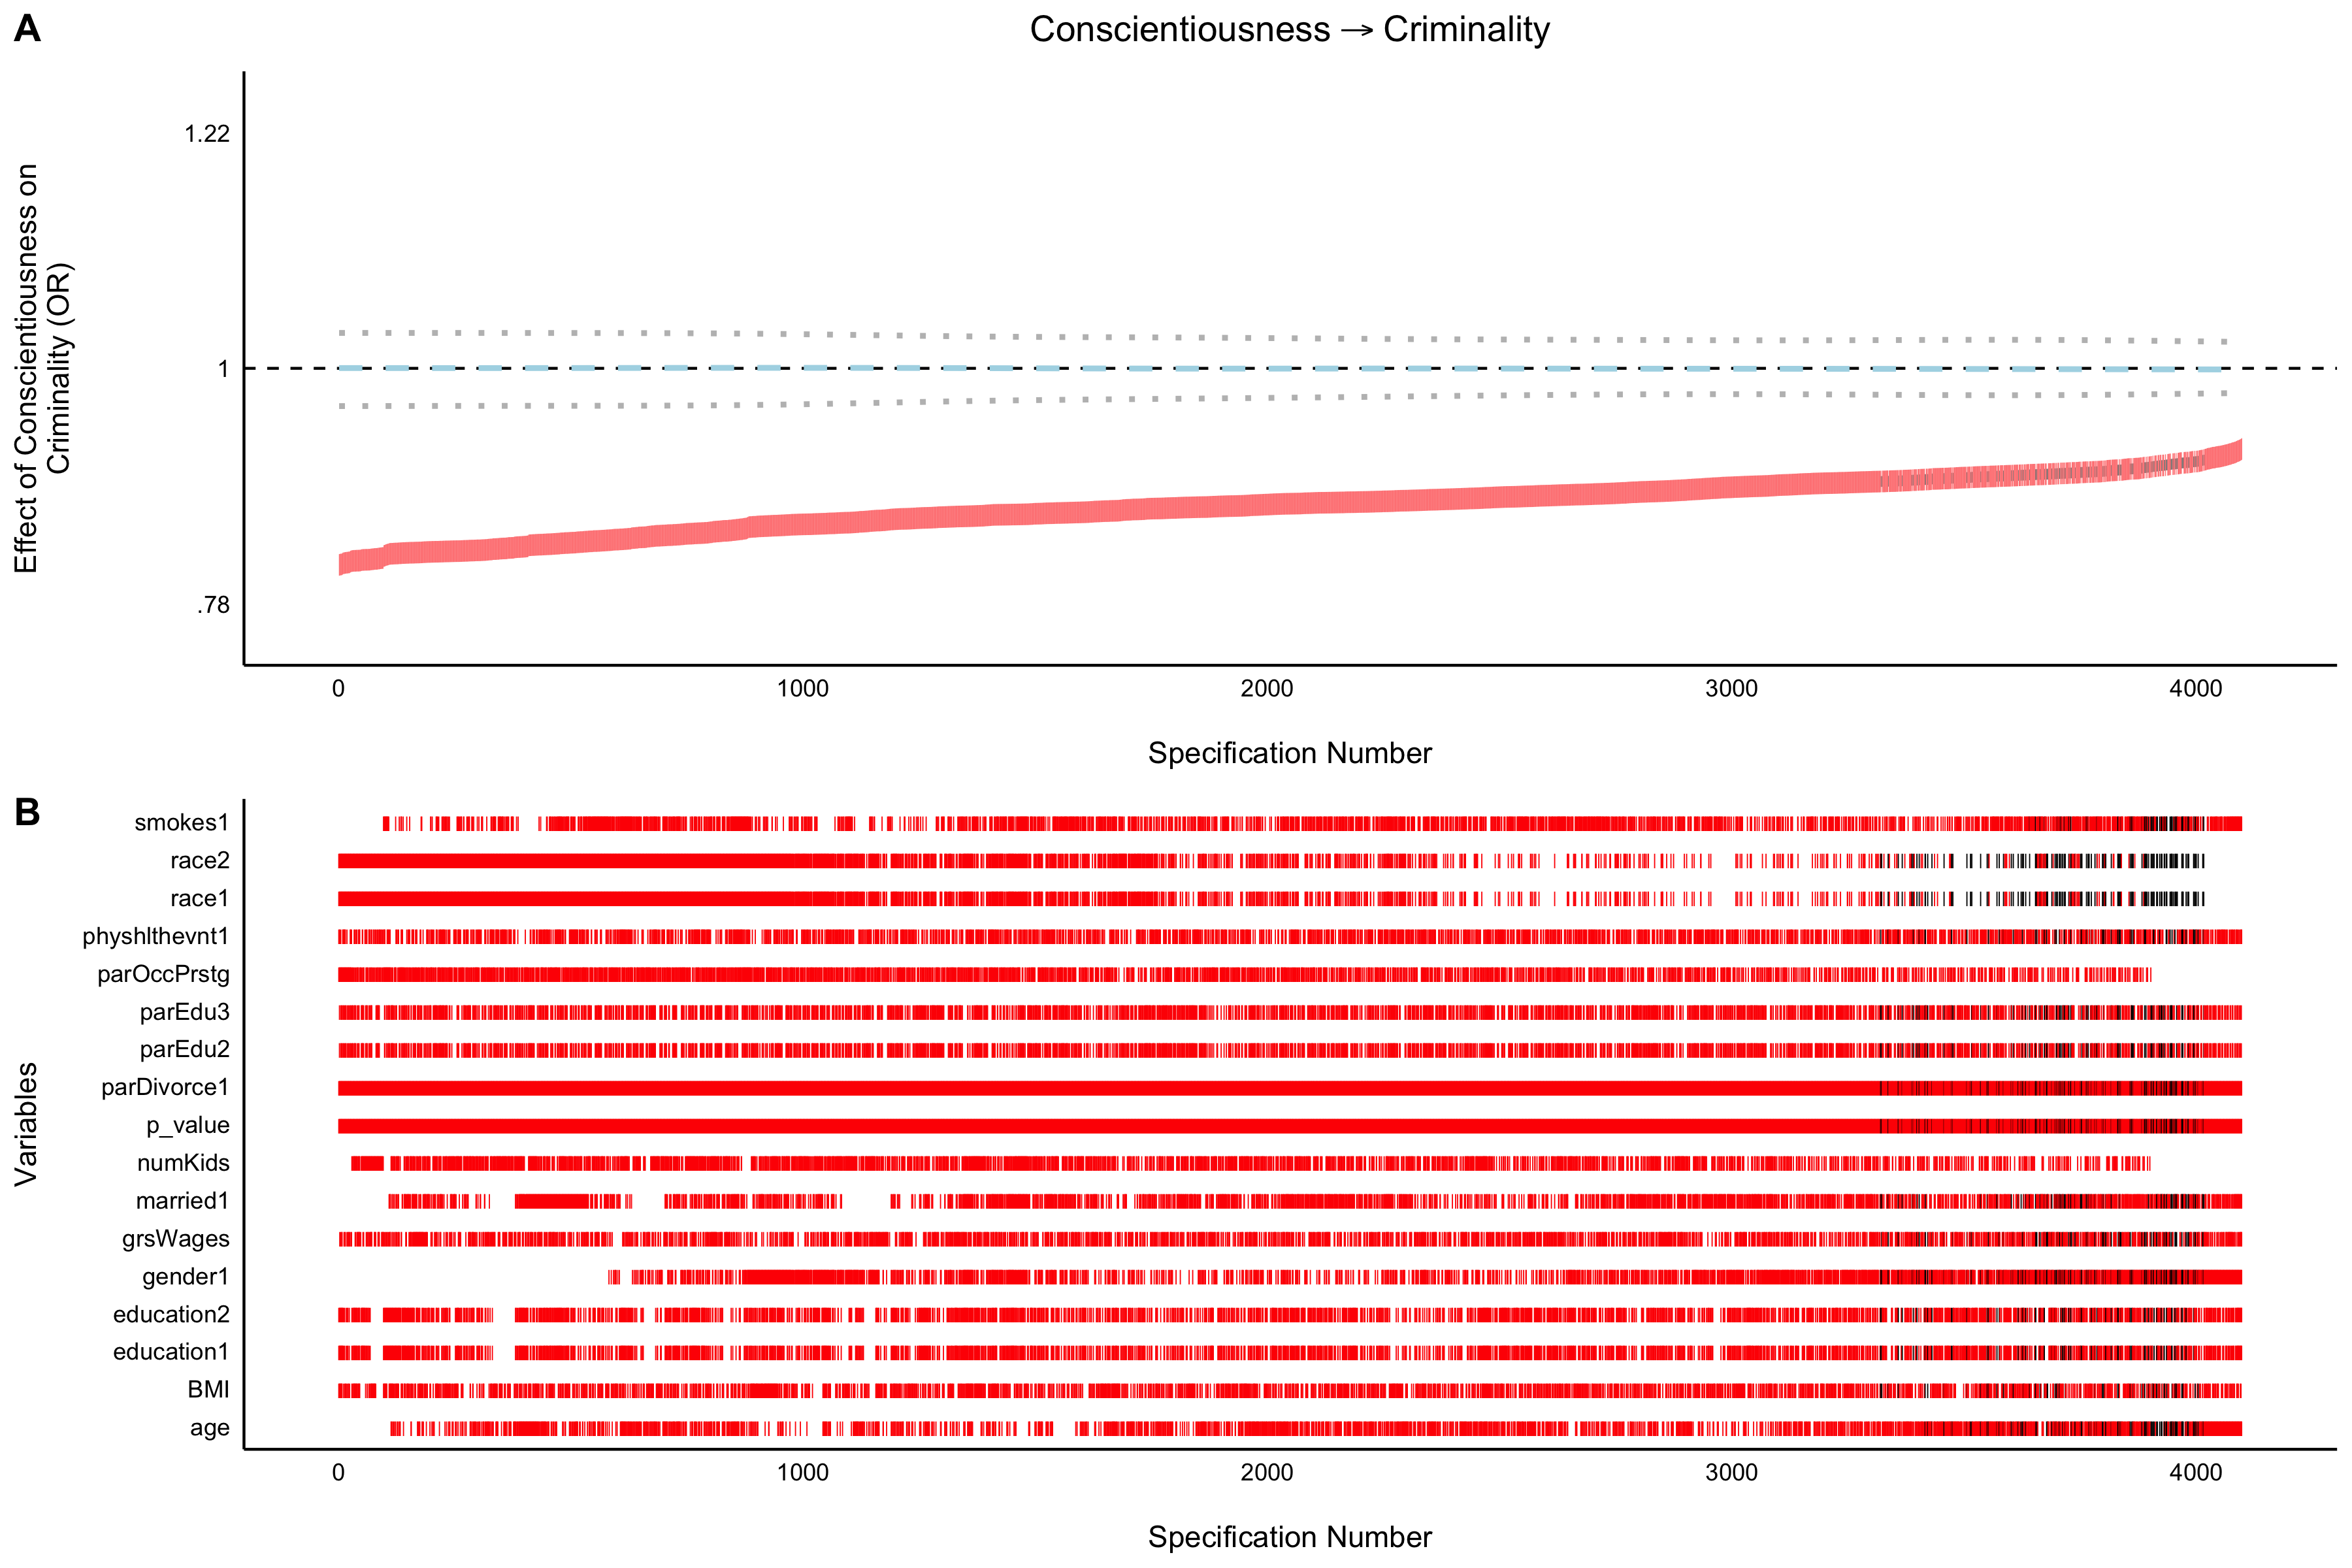 A
Conscientiousness → Criminality
Effect of Conscientiousness on
Criminality (OR)
1.22
1
.78
0 1000 2000 3000 4000
Specification Number
B
Variables
smokes1
race2
race1
physhlthevnt1
parOccPrstg
parEdu3
parEdu2
parDivorce1
p_value
numKids
married1
grsWages
gender1
education2
education1
BMI
age
0 1000 2000 3000 4000
Specification Number